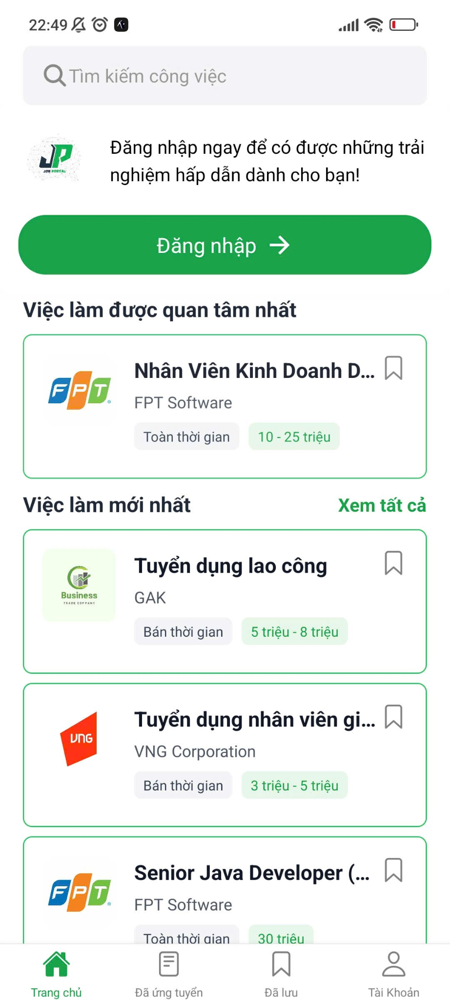 22:49
Tìm kiếm công việc
JP
JOB PORTAL
Đăng nhập ngay để có được những trải
nghiệm hấp dẫn dành cho bạn!
Đăng nhập
Việc làm được quan tâm nhất
FPT
Nhân Viên Kinh Doanh D...
FPT Software
Toàn thời gian
10 - 25 triệu
Việc làm mới nhất
Xem tất cả
Business
TRADE COMPANY
Tuyển dụng lao công
GAK
Bán thời gian
5 triệu - 8 triệu
VNG
Tuyển dụng nhân viên gi...
VNG Corporation
Bán thời gian
3 triệu - 5 triệu
FPT
Senior Java Developer (...
FPT Software
Toàn thời gian
30 triệu
Trang chủ
Đã ứng tuyển
Đã lưu
Tài Khoản